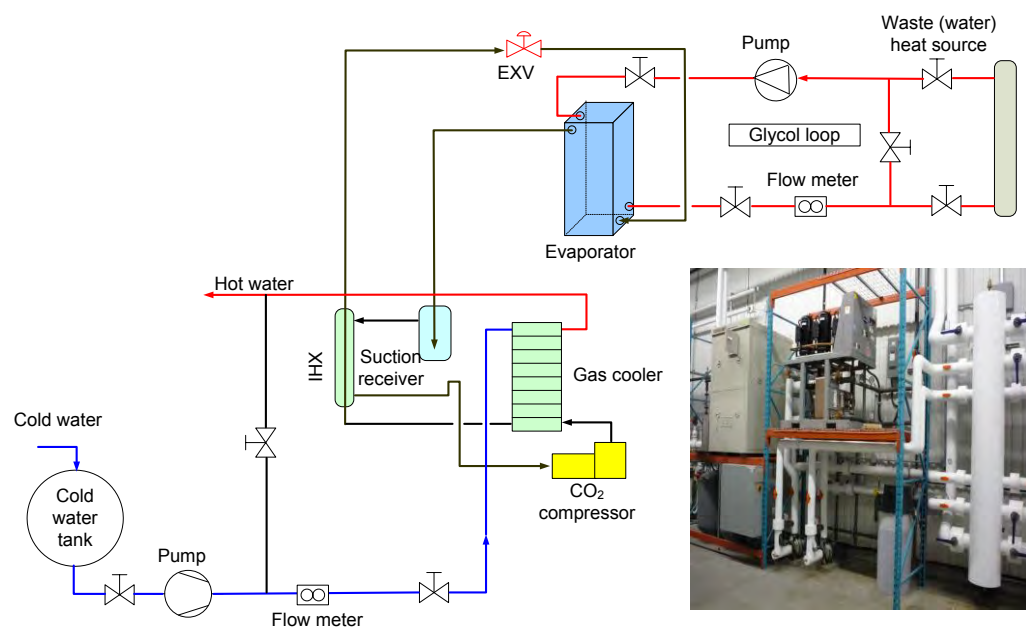 Waste (water)
heat source
Pump
EXV
Glycol loop
Flow meter
Evaporator
Hot water
IHX
Suction
receiver
Gas cooler
Cold water
Cold
water
tank
CO₂
compressor
Pump
Flow meter